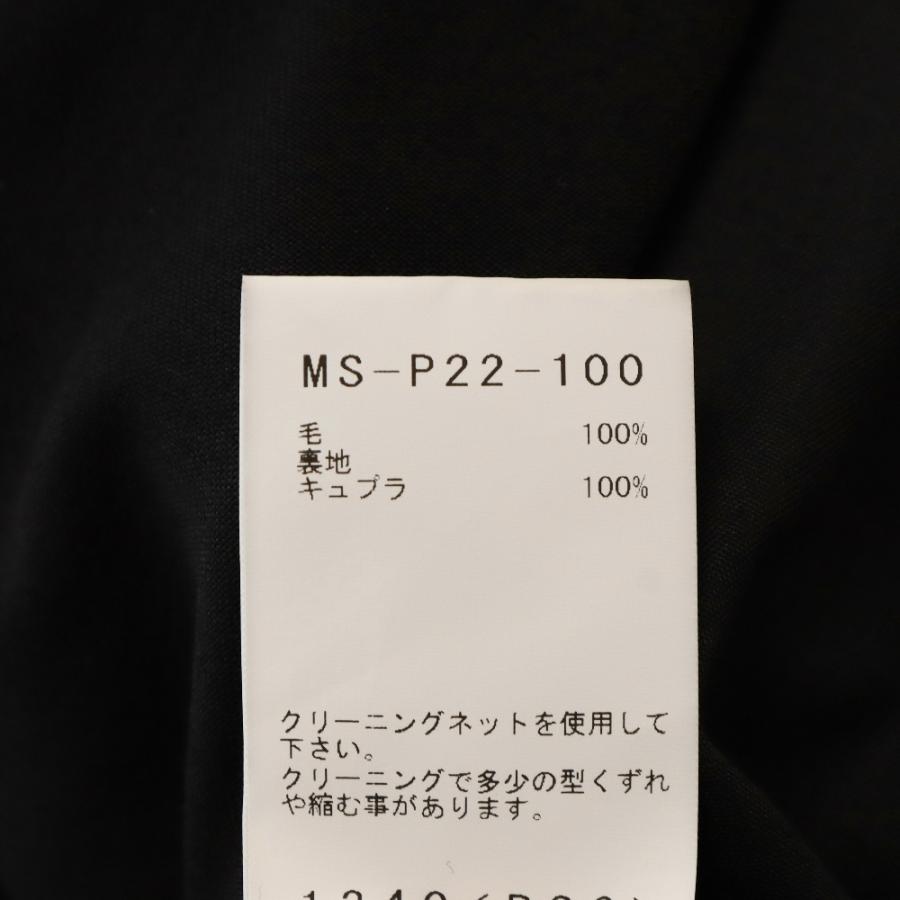 MS-P22-100
毛 100%
裏地
キュプラ 100%
クリーニングネットを使用して
下さい。
クリーニングで多少の型くずれ
や縮む事があります。